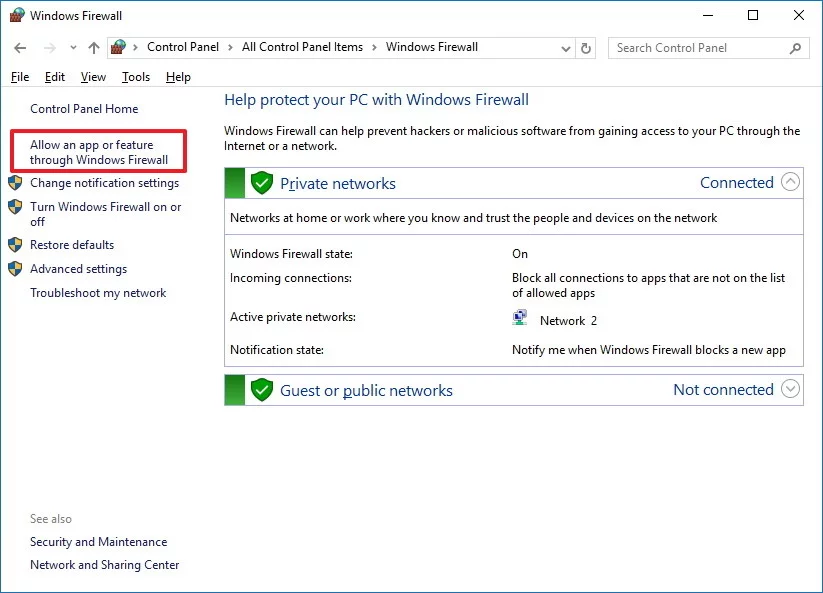 Windows Firewall
Control Panel > All Control Panel Items > Windows Firewall
Search Control Panel
File Edit View Tools Help
Control Panel Home
Allow an app or feature
through Windows Firewall
Change notification settings
Turn Windows Firewall on or
off
Restore defaults
Advanced settings
Troubleshoot my network
Help protect your PC with Windows Firewall
Windows Firewall can help prevent hackers or malicious software from gaining access to your PC through the
Internet or a network.
Private networks Connected
Networks at home or work where you know and trust the people and devices on the network
Windows Firewall state: On
Incoming connections: Block all connections to apps that are not on the list
of allowed apps
Active private networks: Network 2
Notification state: Notify me when Windows Firewall blocks a new app
Guest or public networks Not connected
See also
Security and Maintenance
Network and Sharing Center